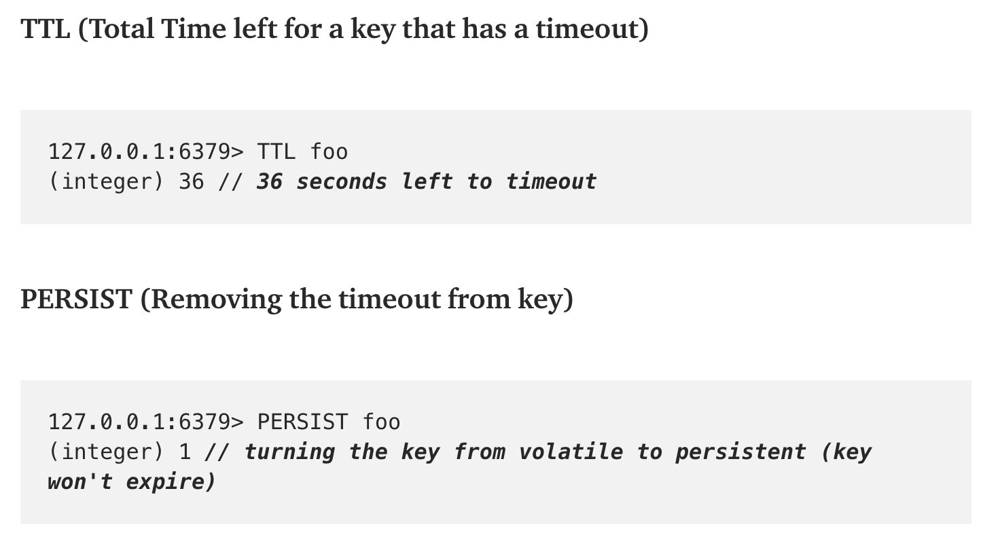 TTL (Total Time left for a key that has a timeout)
127.0.0.1:6379> TTL foo
(integer) 36 // 36 seconds left to timeout
PERSIST (Removing the timeout from key)
127.0.0.1:6379> PERSIST foo
(integer) 1 // turning the key from volatile to persistent (key
won't expire)